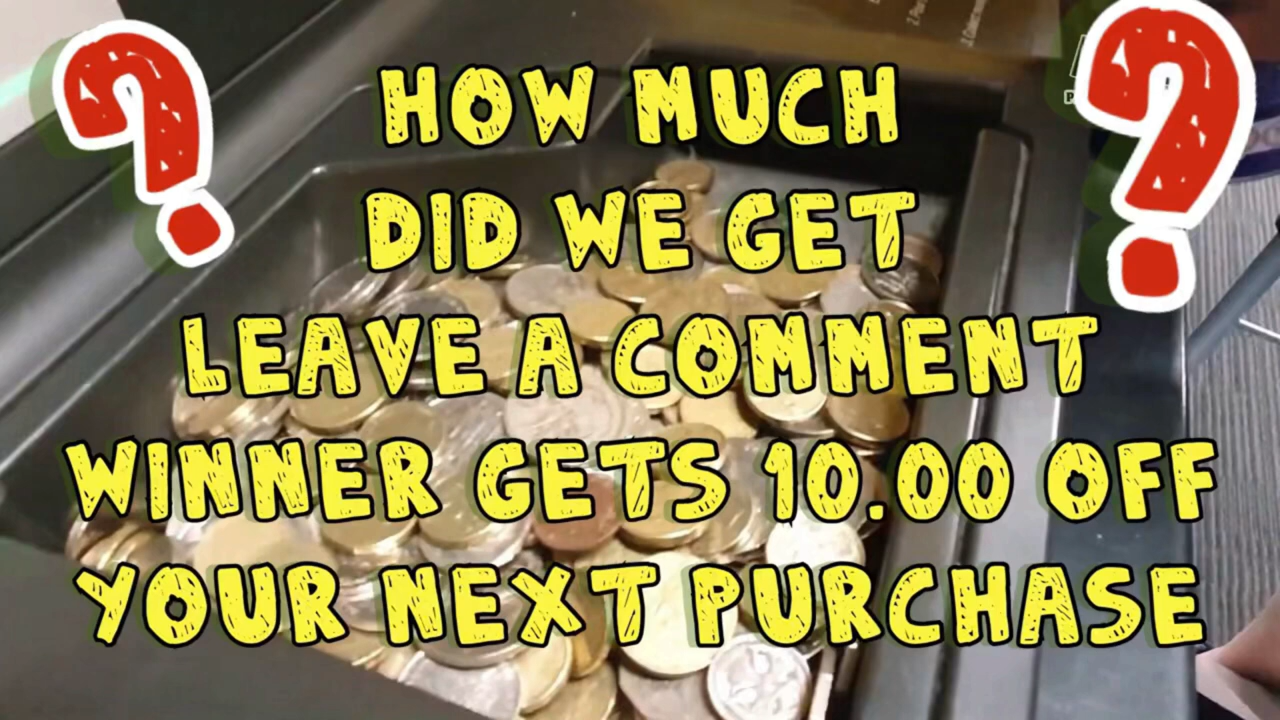 HOW MUCH
DID WE GET
LEAVE A COMMENT
WINNER GETS 10.00 OFF
YOUR NEXT PURCHASE